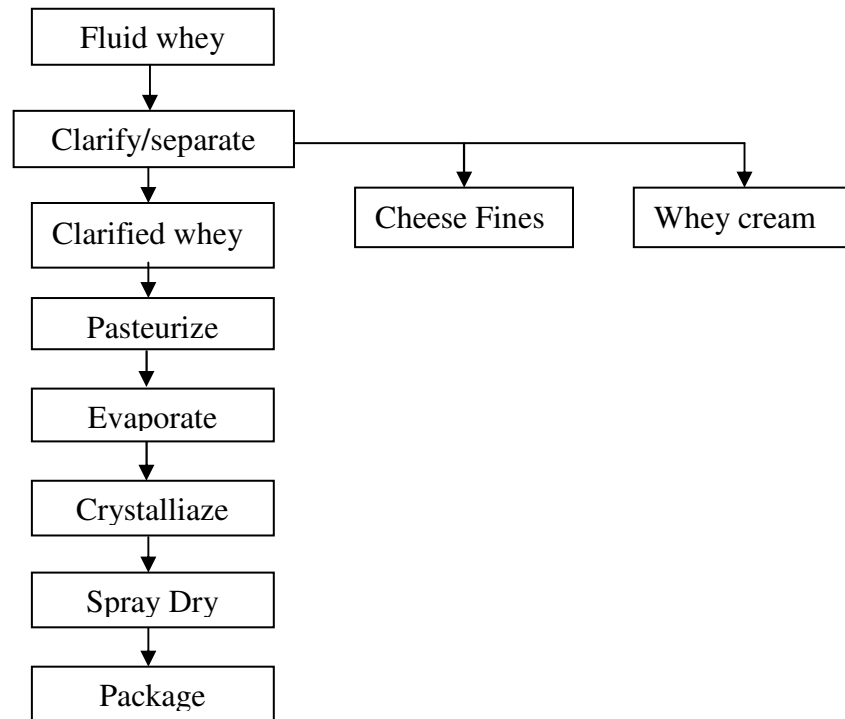 Fluid whey
Clarify/separate
Clarified whey
Cheese Fines
Whey cream
Pasteurize
Evaporate
Crystalliaze
Spray Dry
Package